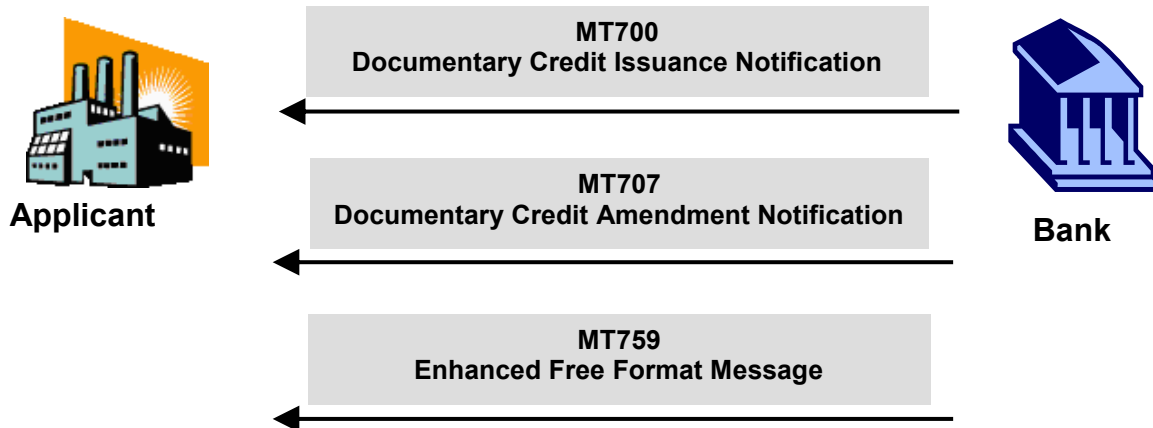 MT700
Documentary Credit Issuance Notification
MT707
Documentary Credit Amendment Notification
Applicant
Bank
MT759
Enhanced Free Format Message